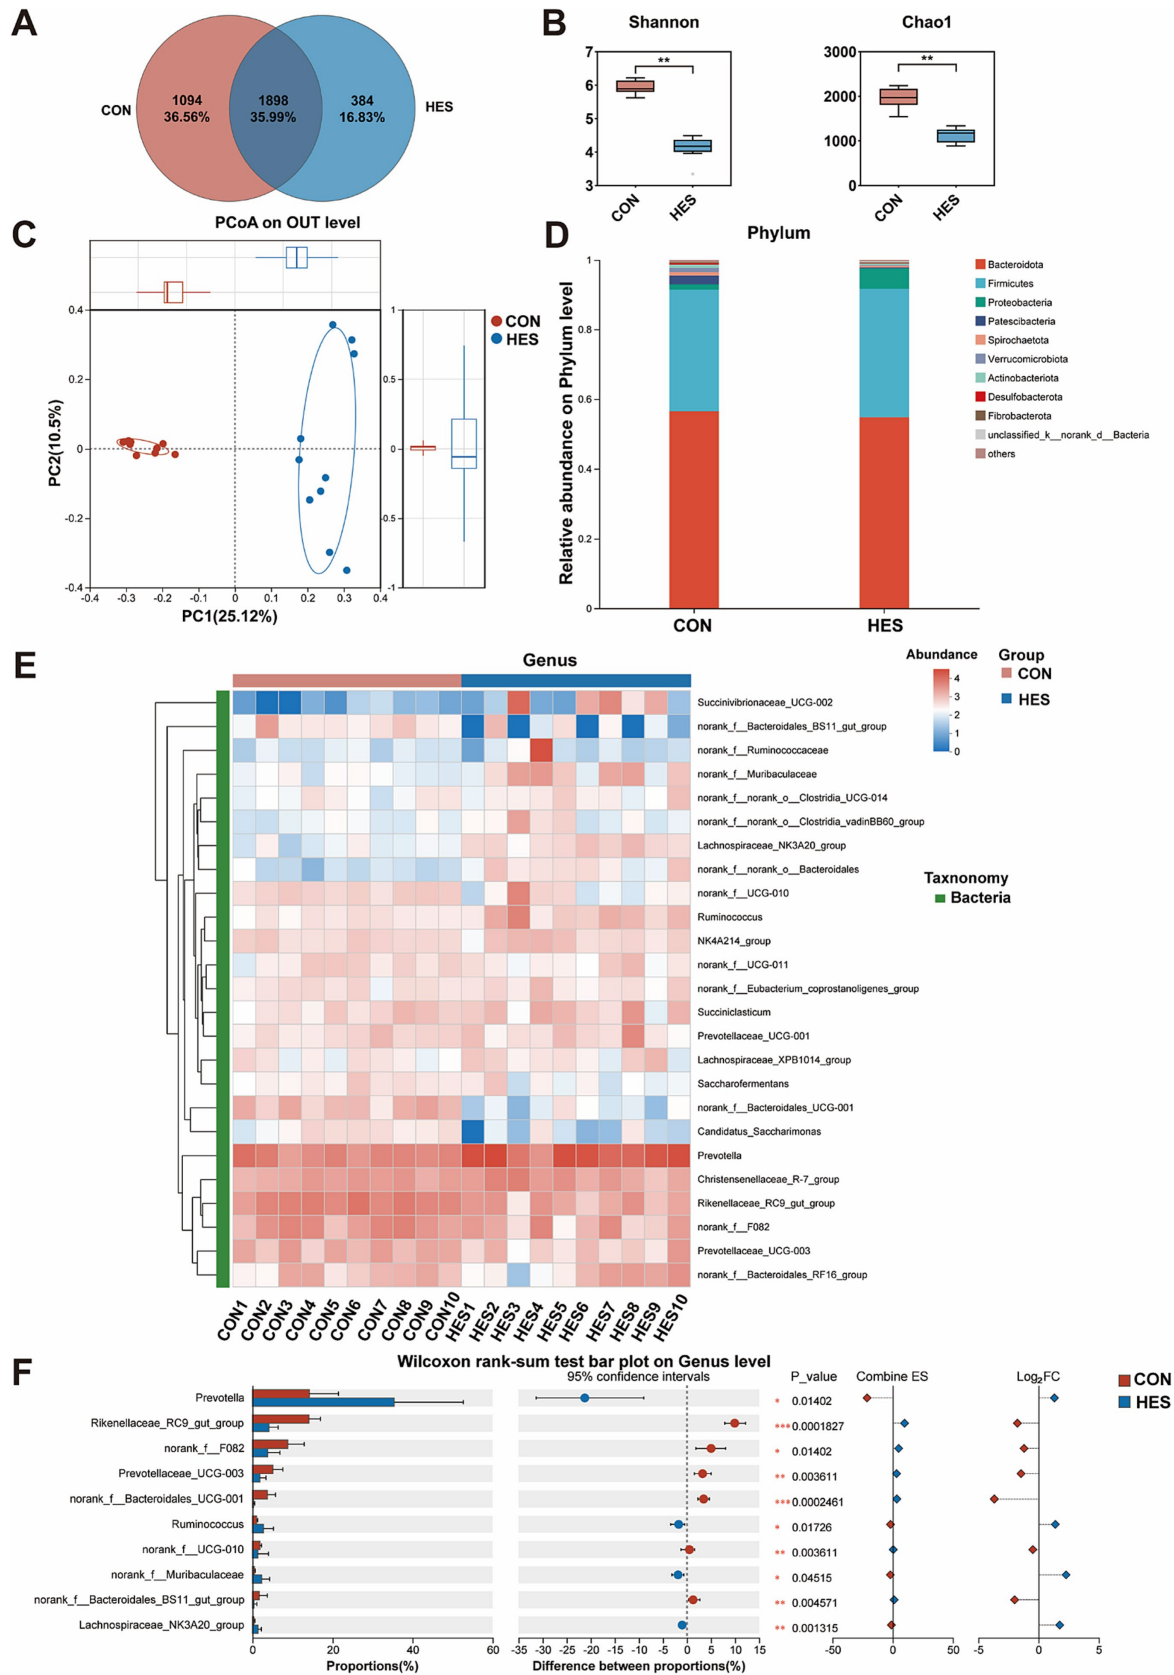 A
CON
1094
36.56%
1898
35.99%
384
16.83%
HES
B
Shannon
7
6
5
4
3
**
CON
HES
Chao1
3000
2000
1000
0
**
CON
HES
C
PCoA on OUT level
CON
HES
0.4
0.2
0
-0.2
-0.4
PC2(10.5%)
-0.4
-0.3
-0.2
-0.1
0
0.1
0.2
0.3
0.4
PC1(25.12%)
1
0.5
0
-0.5
-1
D
Phylum
Relative abundance on Phylum level
1
0.8
0.6
0.4
0.2
0
CON
HES
Bacteroidota
Firmicutes
Proteobacteria
Patescibacteria
Spirochaetota
Verrucomicrobiota
Actinobacteriota
Desulfobacterota
Fibrobacterota
unclassified_k__norank_d__Bacteria
others
E
Genus
Abundance
4
3
2
1
0
Group
CON
HES
Taxnonomy
Bacteria
Succinivibrionaceae_UCG-002
norank_f__Bacteroidales_BS11_gut_group
norank_f__Ruminococcaceae
norank_f__Muribaculaceae
norank_f__norank_o__Clostridia_UCG-014
norank_f__norank_o__Clostridia_vadinBB60_group
Lachnospiraceae_NK3A20_group
norank_f__norank_o__Bacteroidales
norank_f__UCG-010
Ruminococcus
NK4A214_group
norank_f__UCG-011
norank_f__Eubacterium_coprostanoligenes_group
Succiniclasticum
Prevotellaceae_UCG-001
Lachnospiraceae_XPB1014_group
Saccharofermentans
norank_f__Bacteroidales_UCG-001
Candidatus_Saccharimonas
Prevotella
Christensenellaceae_R-7_group
Rikenellaceae_RC9_gut_group
norank_f__F082
Prevotellaceae_UCG-003
norank_f__Bacteroidales_RF16_group
CON1
CON2
CON3
CON4
CON5
CON6
CON7
CON8
CON9
CON10
HES1
HES2
HES3
HES4
HES5
HES6
HES7
HES8
HES9
HES10
F
Wilcoxon rank-sum test bar plot on Genus level
95% confidence intervals
P_value
Combine ES
Log₂FC
CON
HES
Prevotella
* 0.01402
Rikenellaceae_RC9_gut_group
*** 0.0001827
norank_f__F082
* 0.01402
Prevotellaceae_UCG-003
** 0.003611
norank_f__Bacteroidales_UCG-001
*** 0.0002461
Ruminococcus
* 0.01726
norank_f__UCG-010
** 0.003611
norank_f__Muribaculaceae
* 0.04515
norank_f__Bacteroidales_BS11_gut_group
** 0.004571
Lachnospiraceae_NK3A20_group
** 0.001315
0
20
40
60
Proportions(%)
-35
-30
-25
-20
-15
-10
-5
0
5
10
15
Difference between proportions(%)
-50
0
50
-5
0
5